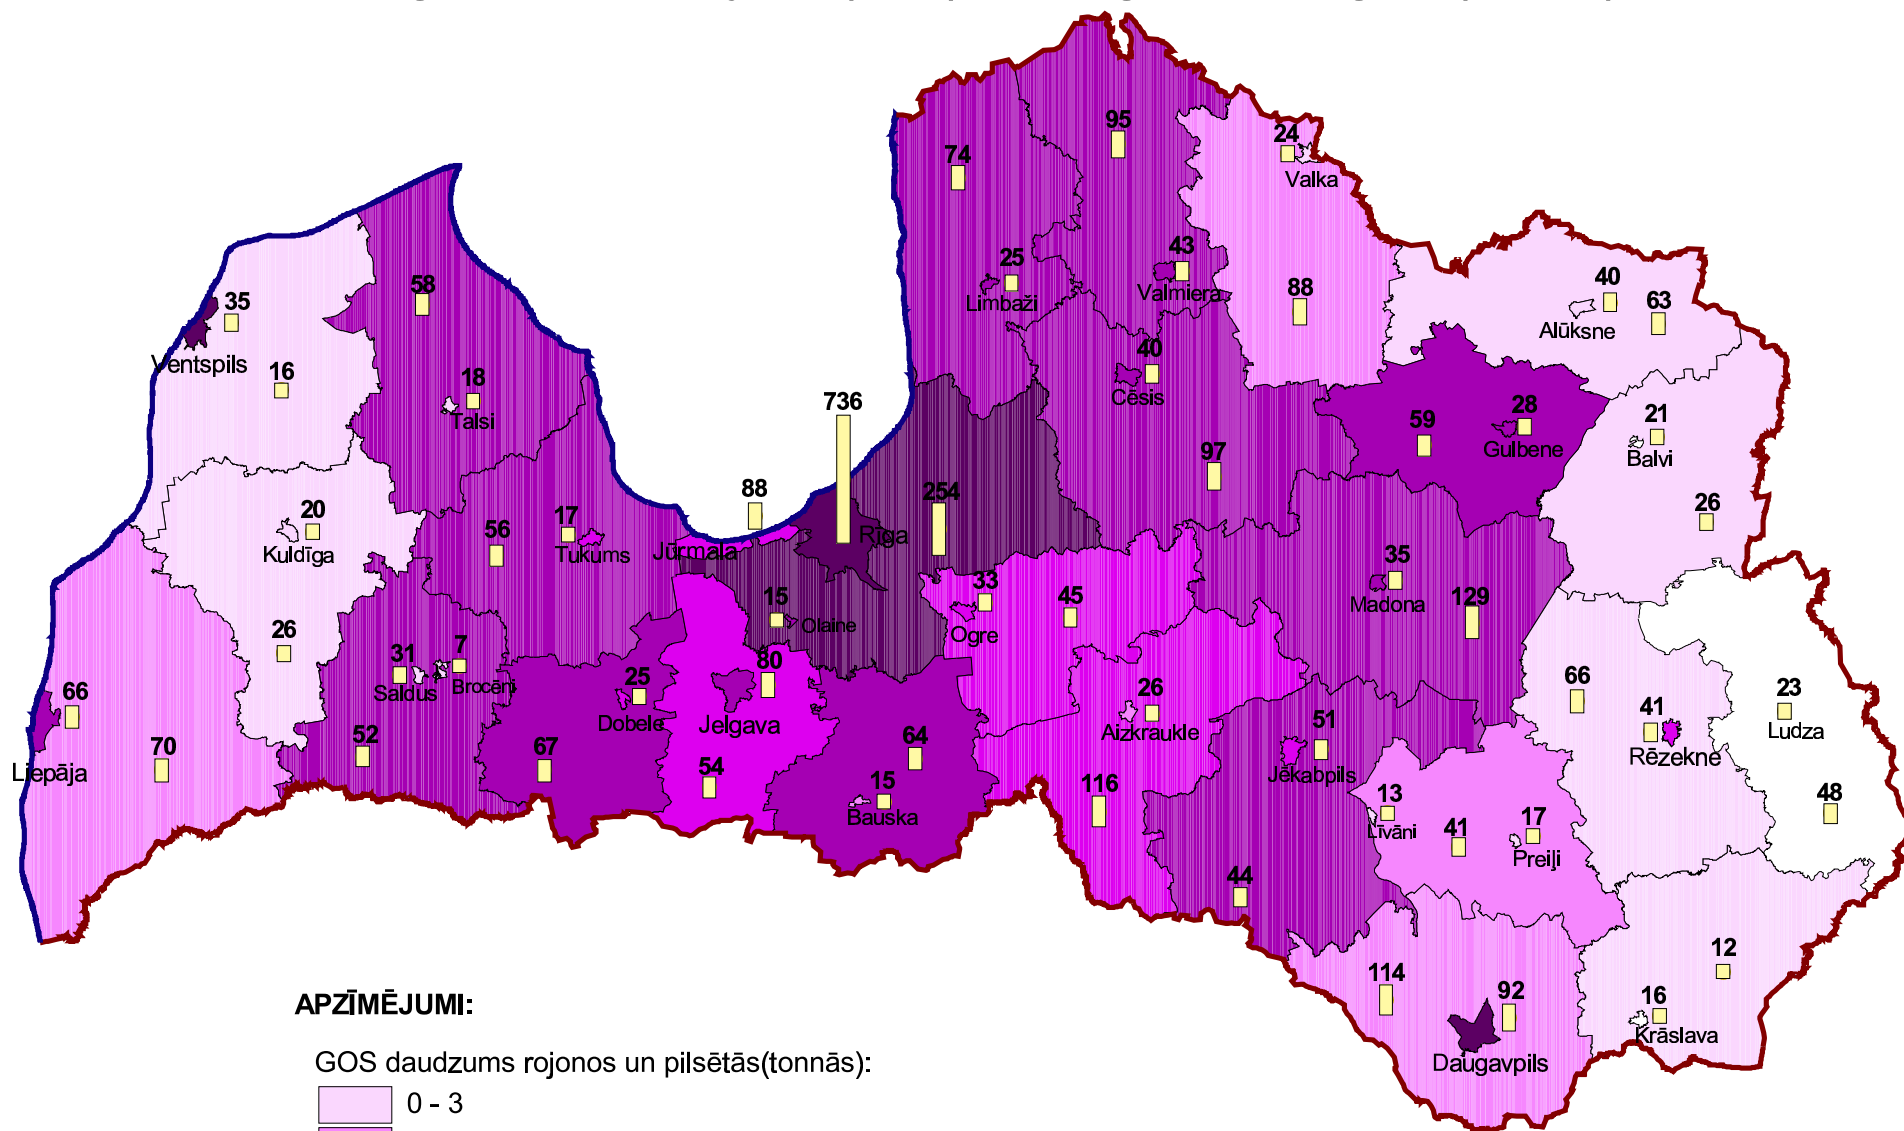 95
24
Valka
74
43
Valmiera
25
Limbaži
88
40
Alūksne
63
58
35
Ventspils
16
18
Talsi
40
Cēsis
736
Rīga
59
28
Gulbene
21
Balvi
26
97
254
88
Jūrmala
20
Kuldīga
56
17
Tukums
35
Madona
129
33
Ogre
45
15
Olaine
26
31
Saldus
7
Brocēni
66
Liepāja
70
52
25
Dobele
67
80
Jelgava
54
64
15
Bauska
26
Aizkraukle
116
51
Jēkabpils
44
66
41
Rēzekne
23
Ludza
48
13
Līvāni
41
17
Preiļi
114
92
Daugavpils
12
16
Krāslava
APZĪMĒJUMI:
GOS daudzums rojonos un pilsētās(tonnās):
0 - 3